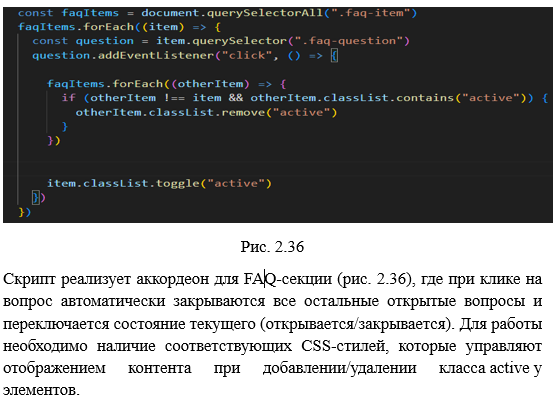 const faqItems = document.querySelectorAll(".faq-item")
faqItems.forEach((item) => {
  const question = item.querySelector(".faq-question")
  question.addEventListener("click", () => {

    faqItems.forEach((otherItem) => {
      if (otherItem !== item && otherItem.classList.contains("active")) {
        otherItem.classList.remove("active")
      }
    })

    item.classList.toggle("active")
  })
})
Рис. 2.36
Скрипт реализует аккордеон для FAQ-секции (рис. 2.36), где при клике на
вопрос автоматически закрываются все остальные открытые вопросы и
переключается состояние текущего (открывается/закрывается). Для работы
необходимо наличие соответствующих CSS-стилей, которые управляют
отображением контента при добавлении/удалении класса active у
элементов.